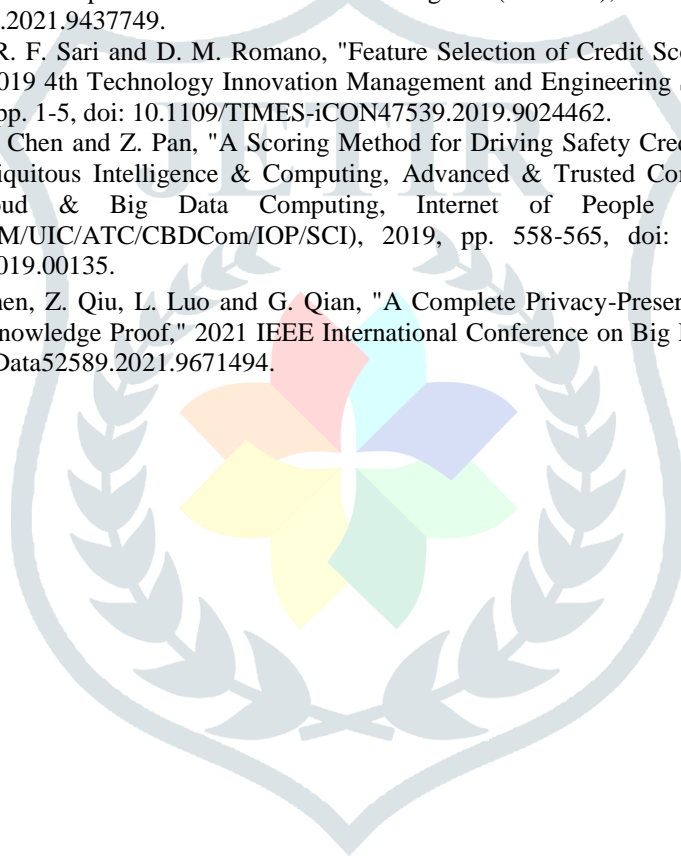 .2021.9437749.
R. F. Sari and D. M. Romano, "Feature Selection of Credit Sco
019 4th Technology Innovation Management and Engineering
pp. 1-5, doi: 10.1109/TIMES-iCON47539.2019.9024462.
Chen and Z. Pan, "A Scoring Method for Driving Safety Cre
iquitous Intelligence & Computing, Advanced & Trusted Co
oud & Big Data Computing, Internet of People
M/UIC/ATC/CBDCom/IOP/SCI), 2019, pp. 558-565, doi:
019.00135.
hen, Z. Qiu, L. Luo and G. Qian, "A Complete Privacy-Preser
nowledge Proof," 2021 IEEE International Conference on Big
Data52589.2021.9671494.
JETIR